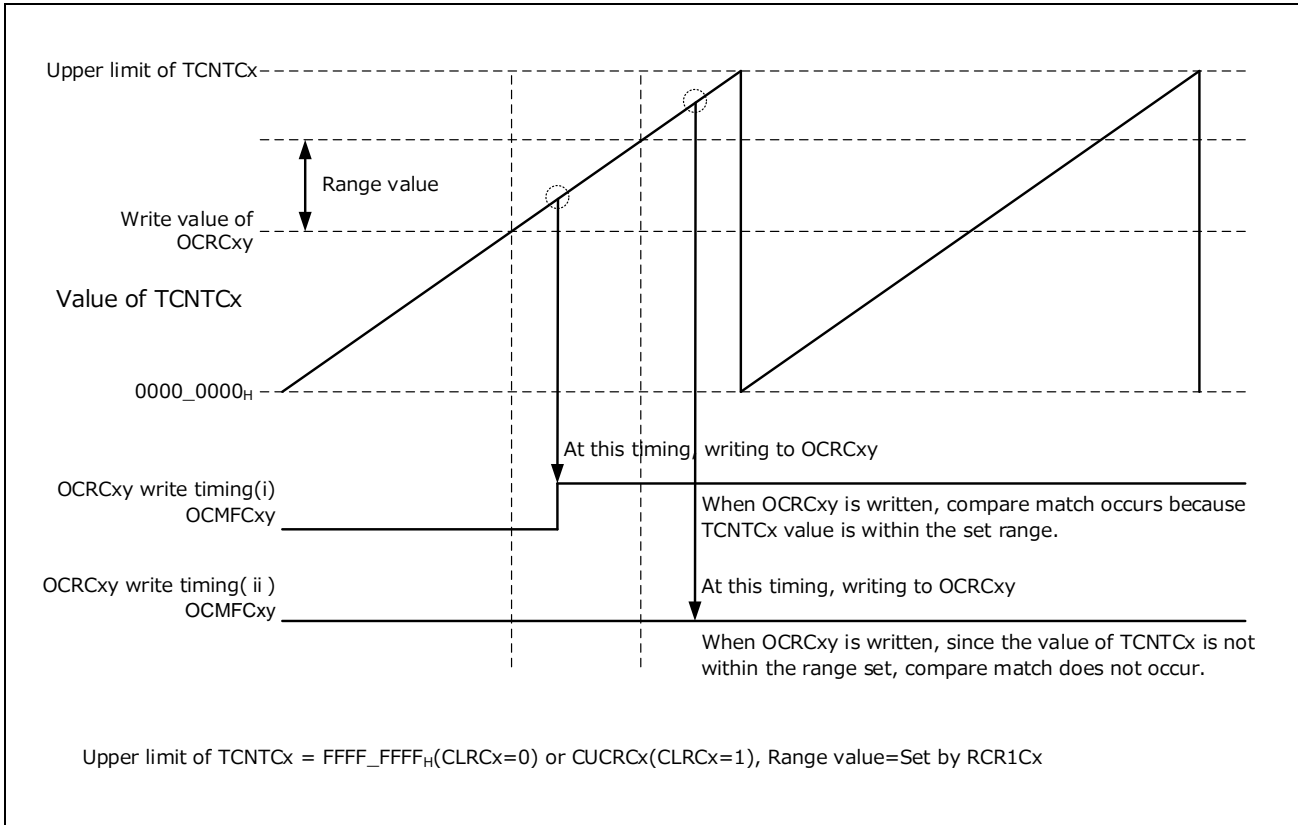 Upper limit of TCNTCx
Range value
Write value of
OCRCxy
Value of TCNTCx
0000_0000H
At this timing, writing to OCRCxy
OCRCxy write timing(i)
OCMFCxy
When OCRCxy is written, compare match occurs because
TCNTCx value is within the set range.
OCRCxy write timing( ii )
OCMFCxy
At this timing, writing to OCRCxy
When OCRCxy is written, since the value of TCNTCx is not
within the range set, compare match does not occur.
Upper limit of TCNTCx = FFFF_FFFFH(CLRCx=0) or CUCRCx(CLRCx=1), Range value=Set by RCR1Cx